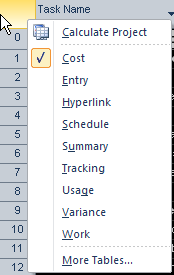 Task Name
Calculate Project
0
Cost
1
Entry
2
Hyperlink
3
Schedule
4
5
Summary
6
Tracking
7
Usage
8
9
Variance
10
Work
11
More Tables...
12